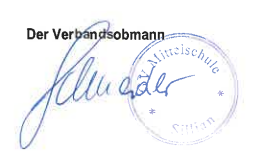 Der Verbandsobmann
Mittelschule
* Sillian *